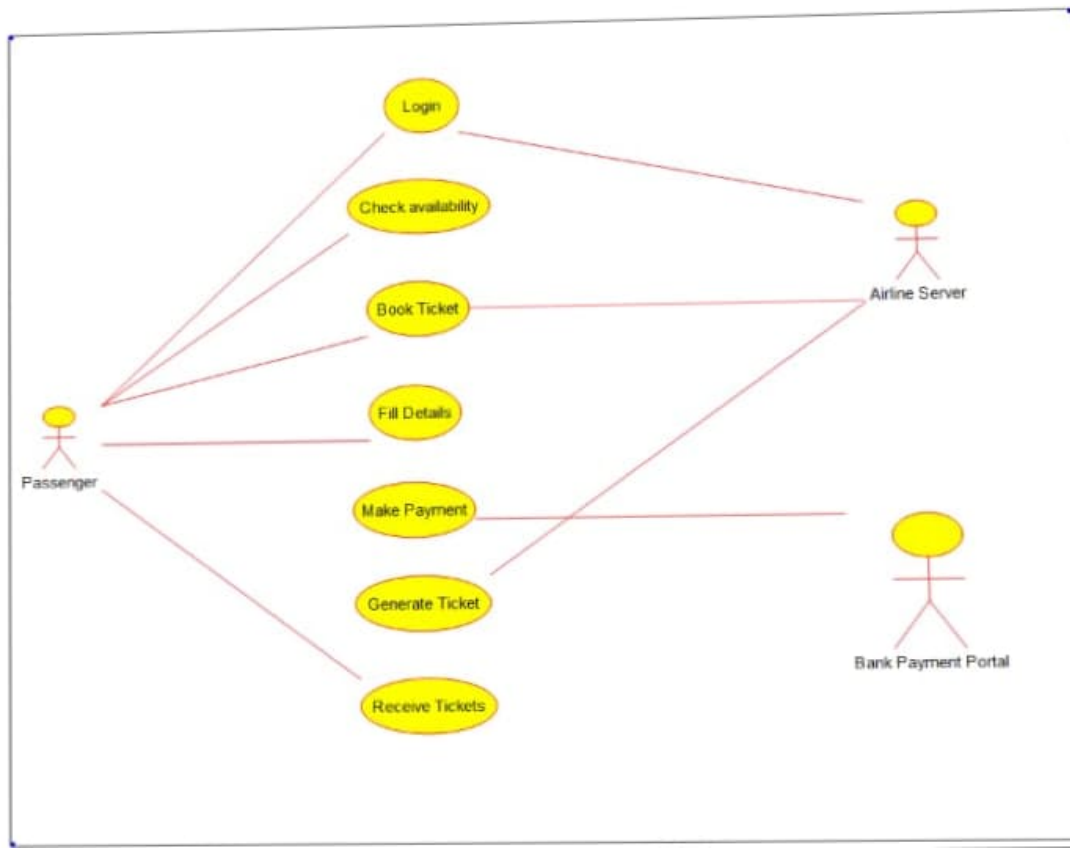 Login
Check availability
Airline Server
Book Ticket
Fill Details
Passenger
Make Payment
Generate Ticket
Bank Payment Portal
Receive Tickets